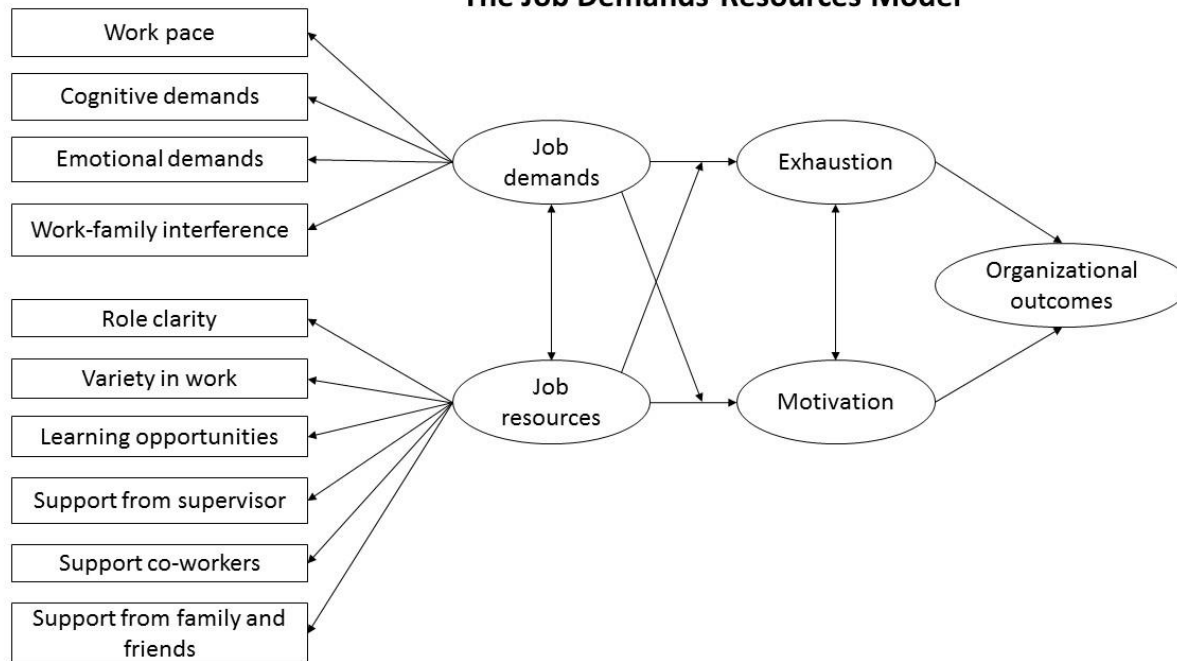 The Job Demands-Resources Model
Work pace
Cognitive demands
Emotional demands
Work-family interference
Role clarity
Variety in work
Learning opportunities
Support from supervisor
Support co-workers
Support from family and
friends
Job
demands
Job
resources
Exhaustion
Motivation
Organizational
outcomes